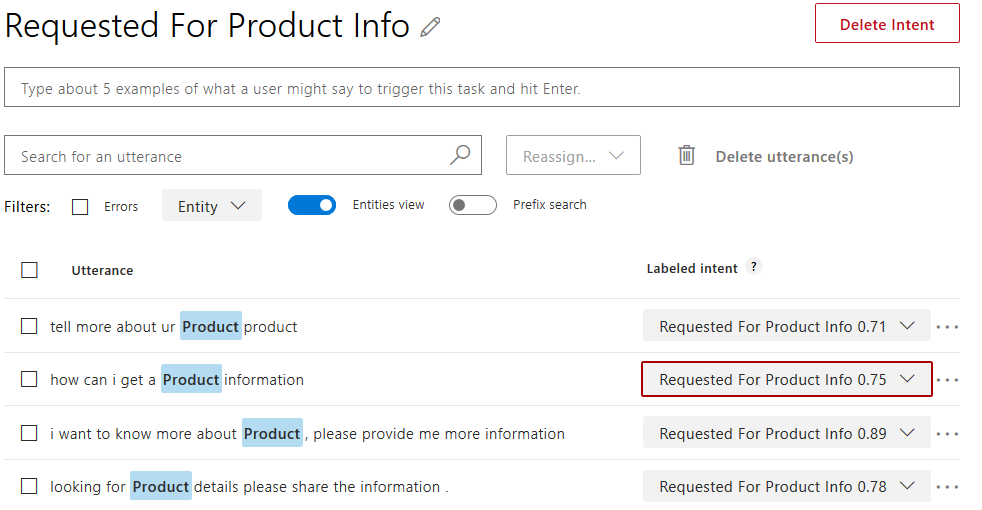 Requested For Product Info
Delete Intent
Type about 5 examples of what a user might say to trigger this task and hit Enter.
Search for an utterance
Reassign...
Delete utterance(s)
Filters: Errors Entity Entities view Prefix search
Utterance Labeled intent ?
tell more about ur Product product Requested For Product Info 0.71
how can i get a Product information Requested For Product Info 0.75
i want to know more about Product , please provide me more information Requested For Product Info 0.89
looking for Product details please share the information . Requested For Product Info 0.78